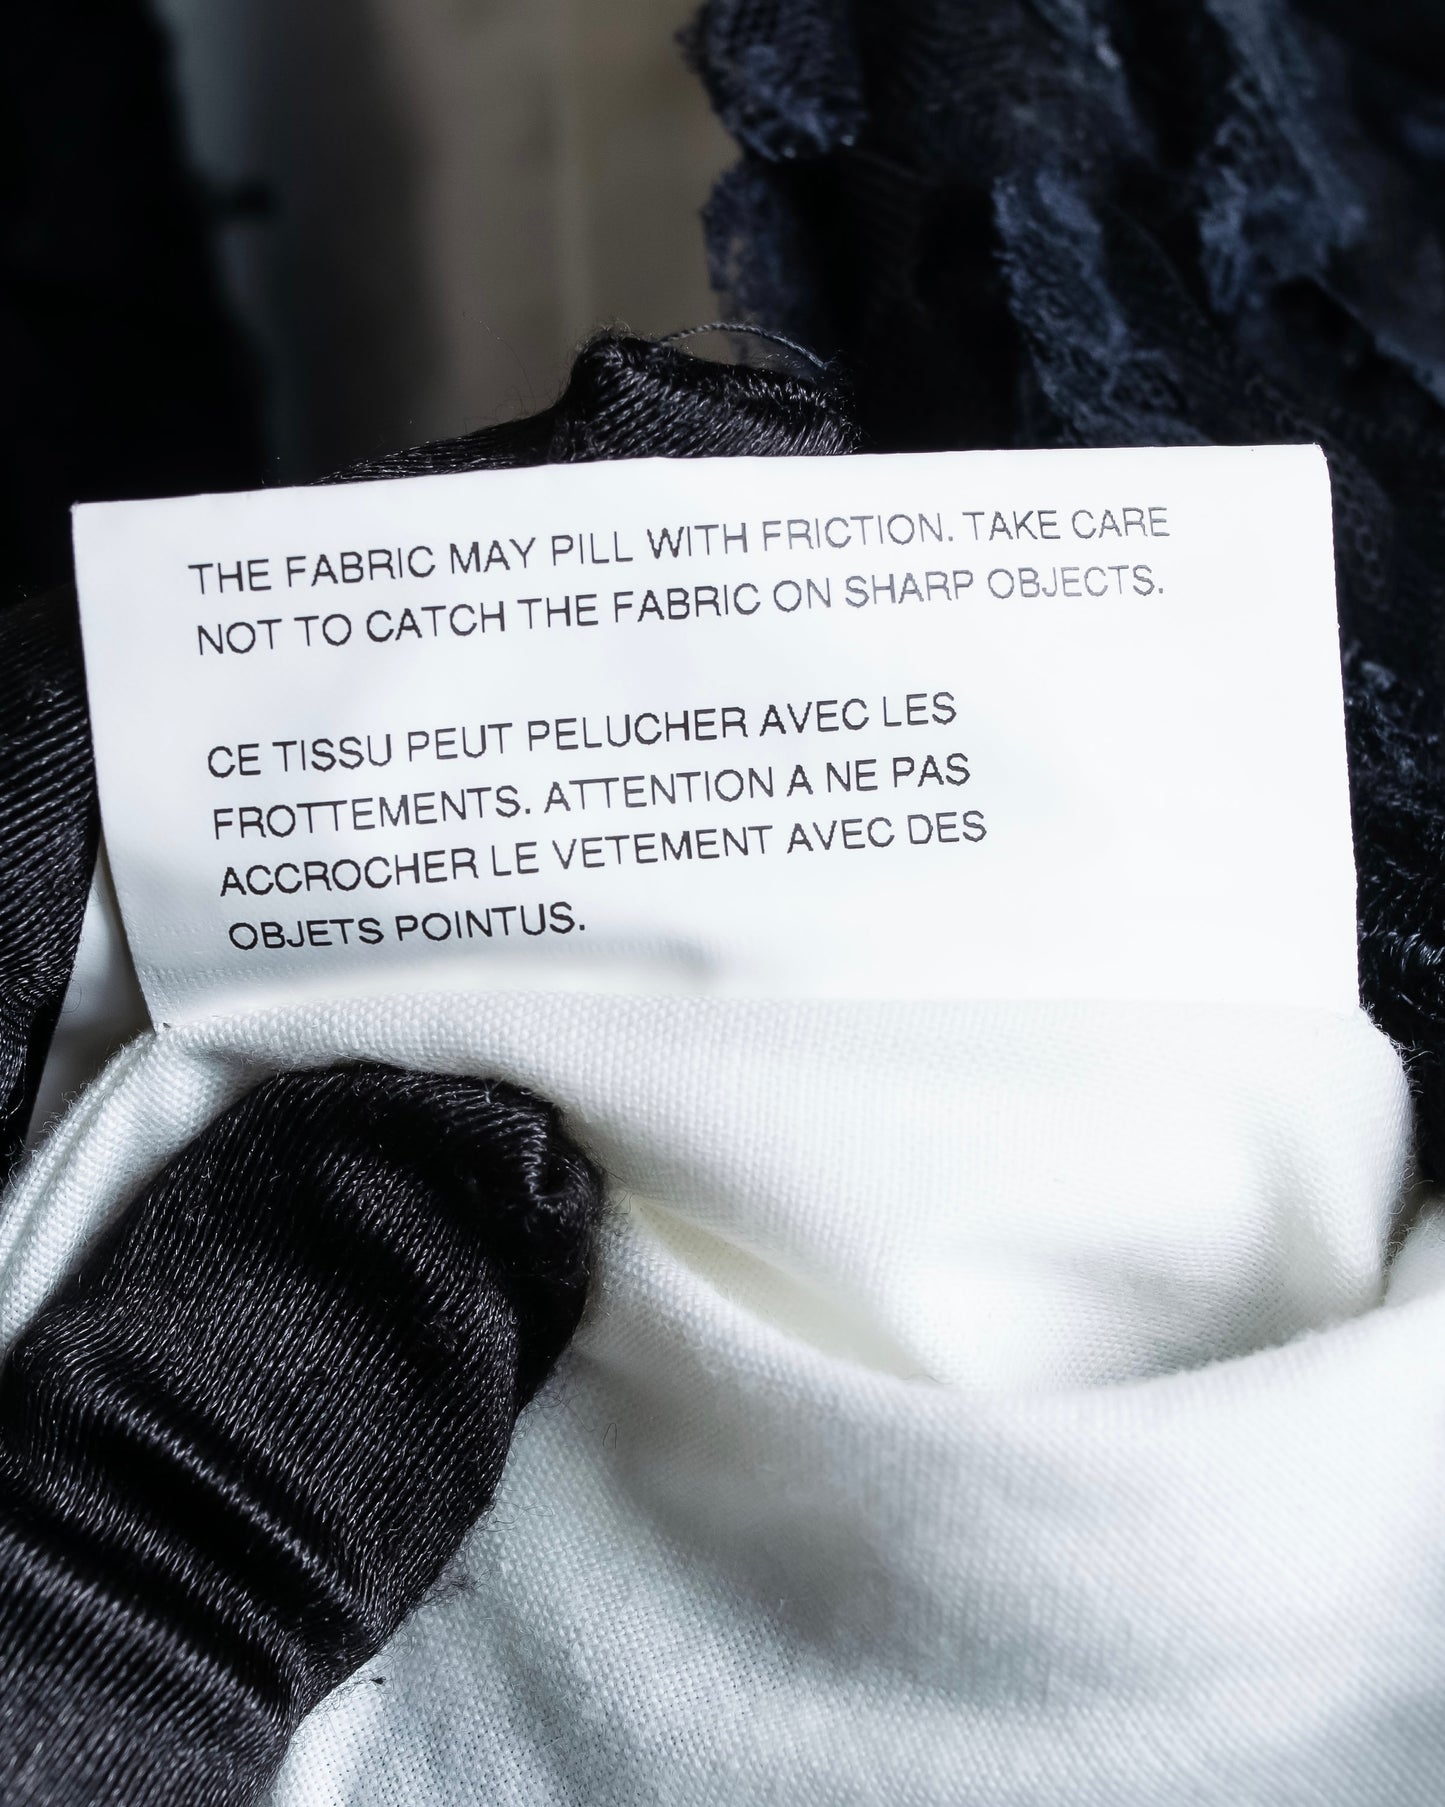 THE FABRIC MAY PILL WITH FRICTION. TAKE CARE
NOT TO CATCH THE FABRIC ON SHARP OBJECTS.
CE TISSU PEUT PELUCHER AVEC LES
FROTTEMENTS. ATTENTION A NE PAS
ACCROCHER LE VETEMENT AVEC DES
OBJETS POINTUS.